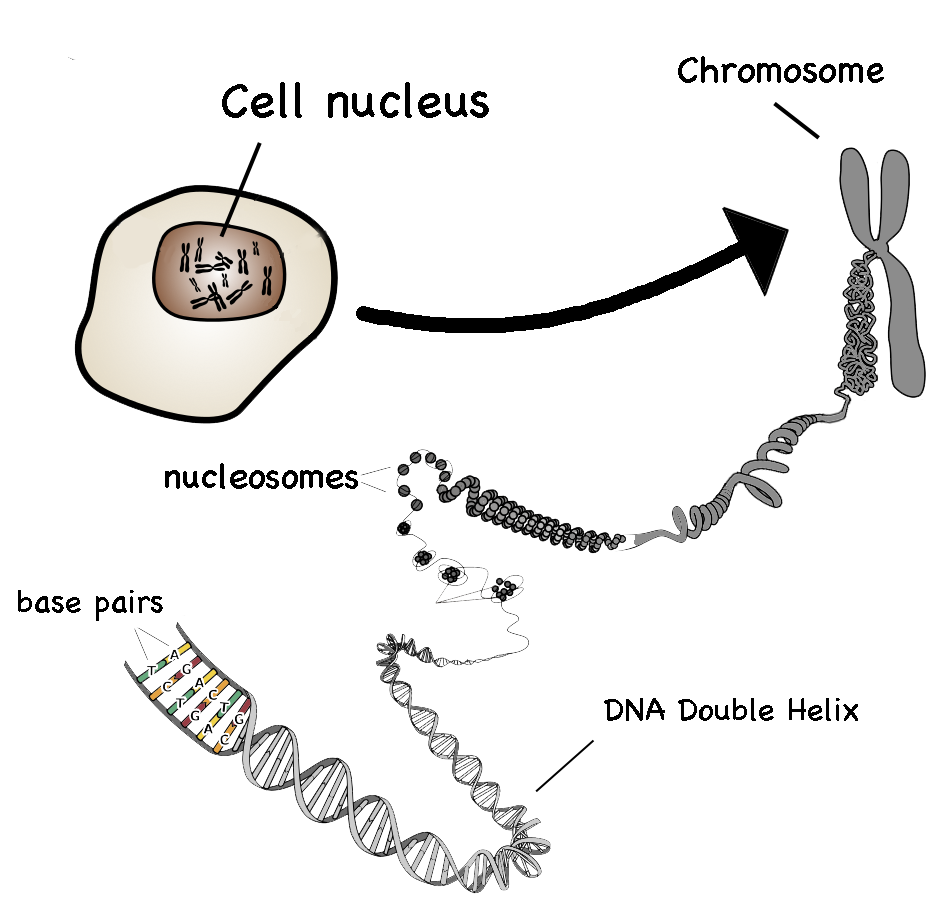 Chromosome
Cell nucleus
nucleosomes
base pairs
T A
C G
T A
G C
A T
C G
DNA Double Helix